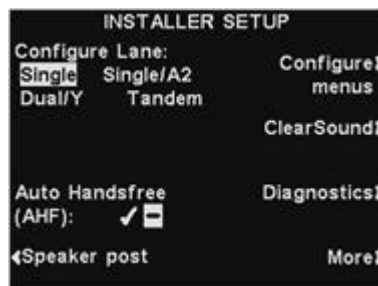 INSTALLER SETUP
Configure Lane:
Single Single/A2
Dual/Y Tandem
Configure
menus
ClearSound
Auto Handsfree
(AHF): ✓ −
Diagnostics
Speaker post
More